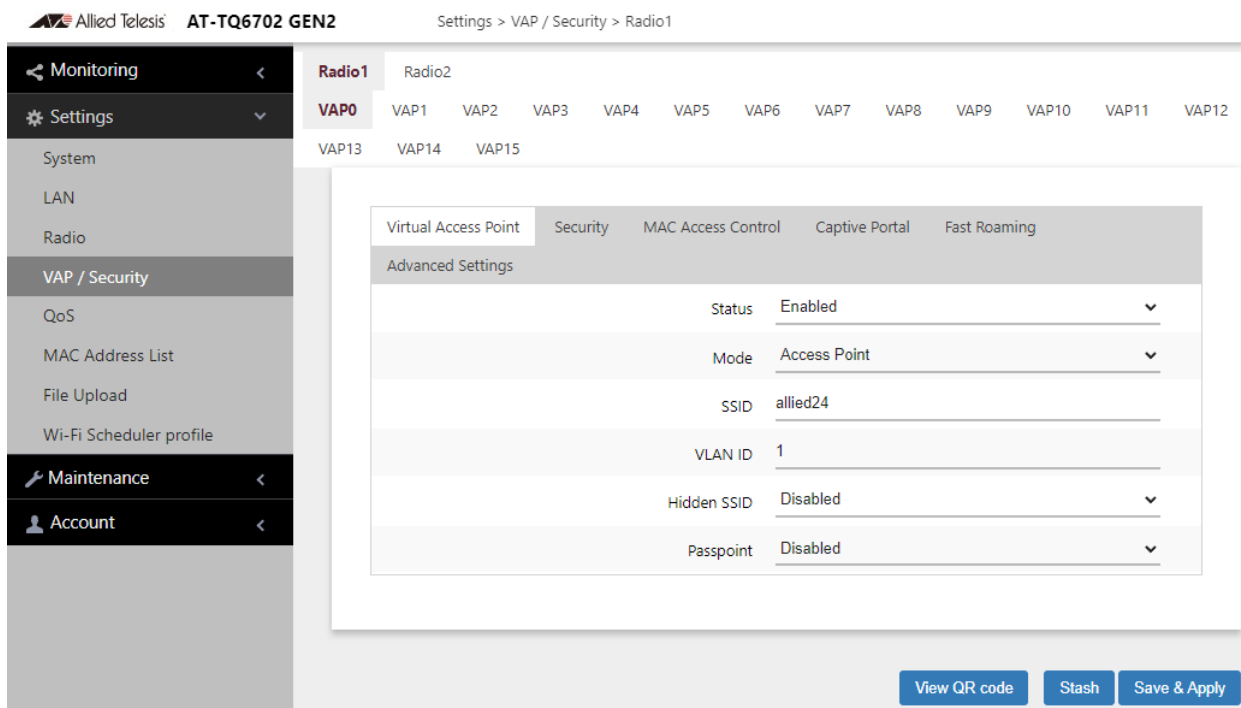 Allied Telesis AT-TQ6702 GEN2 Settings > VAP / Security > Radio1
Monitoring
Settings
System
LAN
Radio
VAP / Security
QoS
MAC Address List
File Upload
Wi-Fi Scheduler profile
Maintenance
Account
Radio1 Radio2
VAP0 VAP1 VAP2 VAP3 VAP4 VAP5 VAP6 VAP7 VAP8 VAP9 VAP10 VAP11 VAP12
VAP13 VAP14 VAP15
Virtual Access Point Security MAC Access Control Captive Portal Fast Roaming
Advanced Settings
Status Enabled
Mode Access Point
SSID allied24
VLAN ID 1
Hidden SSID Disabled
Passpoint Disabled
View QR code Stash Save & Apply